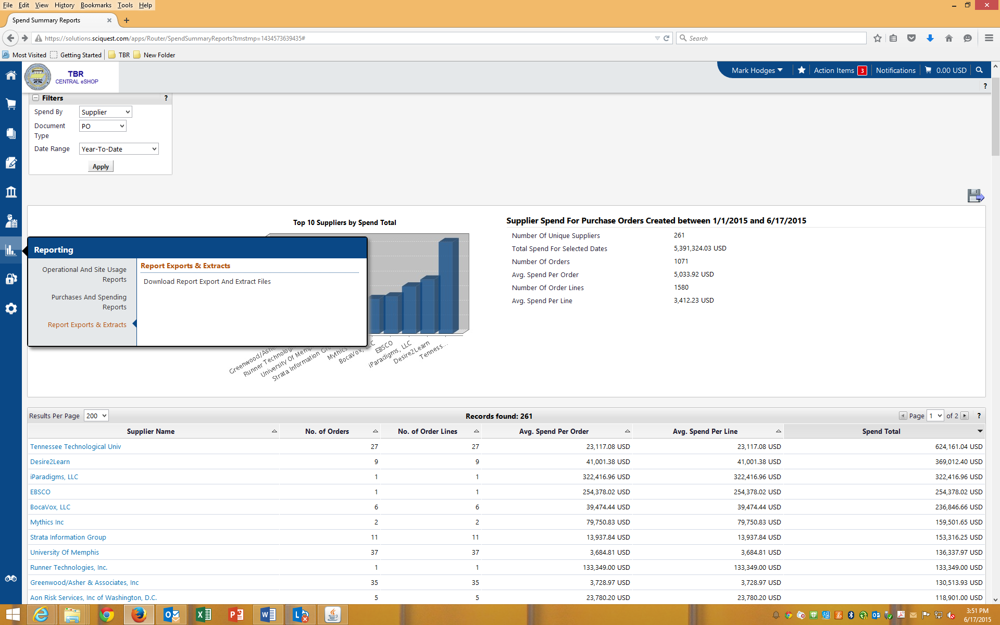 File Edit View History Bookmarks Tools Help
Spend Summary Reports
https://solutions.sciquest.com/apps/Router/SpendSummaryReports?tmstmp=1434573639435#
Search
Most Visited Getting Started TBR New Folder
TBR
CENTRAL eSHOP
Mark Hodges Action Items 3 Notifications 0.00 USD
?
Filters ?
Spend By Supplier
Document Type PO
Date Range Year-To-Date
Apply
Top 10 Suppliers by Spend Total
Reporting
Operational And Site Usage Reports
Purchases And Spending Reports
Report Exports & Extracts
Report Exports & Extracts
Download Report Export And Extract Files
Greenwood/Ashe
Runner Technologi
University Of Memp
Strata Information Gr
Mythics
BocaVox, LLC
EBSCO
iParadigms, LLC
Desire2Learn
Tenness...
Supplier Spend For Purchase Orders Created between 1/1/2015 and 6/17/2015
Number Of Unique Suppliers 261
Total Spend For Selected Dates 5,391,324.03 USD
Number Of Orders 1071
Avg. Spend Per Order 5,033.92 USD
Number Of Order Lines 1580
Avg. Spend Per Line 3,412.23 USD
Results Per Page 200 Records found: 261 Page 1 of 2 ?
Supplier Name No. of Orders No. of Order Lines Avg. Spend Per Order Avg. Spend Per Line Spend Total
Tennessee Technological Univ 27 27 23,117.08 USD 23,117.08 USD 624,161.04 USD
Desire2Learn 9 9 41,001.38 USD 41,001.38 USD 369,012.40 USD
iParadigms, LLC 1 1 322,416.96 USD 322,416.96 USD 322,416.96 USD
EBSCO 1 1 254,378.02 USD 254,378.02 USD 254,378.02 USD
BocaVox, LLC 6 6 39,474.44 USD 39,474.44 USD 236,846.66 USD
Mythics Inc 2 2 79,750.83 USD 79,750.83 USD 159,501.65 USD
Strata Information Group 11 11 13,937.84 USD 13,937.84 USD 153,316.25 USD
University Of Memphis 37 37 3,684.81 USD 3,684.81 USD 136,337.97 USD
Runner Technologies, Inc. 1 1 133,349.00 USD 133,349.00 USD 133,349.00 USD
Greenwood/Asher & Associates, Inc 35 35 3,728.97 USD 3,728.97 USD 130,513.93 USD
Aon Risk Services, Inc of Washington, D.C. 5 5 23,780.20 USD 23,780.20 USD 118,901.00 USD
3:51 PM
6/17/2015